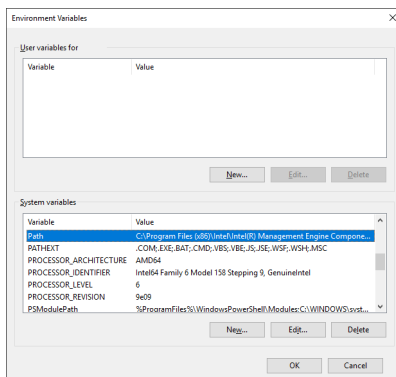 Environment Variables
User variables for
Variable Value
New... Edit... Delete
System variables
Variable Value
Path C:\Program Files (x86)\Intel\Intel(R) Management Engine Compone...
PATHEXT .COM;.EXE;.BAT;.CMD;.VBS;.VBE;.JS;.JSE;.WSF;.WSH;.MSC
PROCESSOR_ARCHITECTURE AMD64
PROCESSOR_IDENTIFIER Intel64 Family 6 Model 158 Stepping 9, GenuineIntel
PROCESSOR_LEVEL 6
PROCESSOR_REVISION 9e09
PSModulePath %ProgramFiles%\WindowsPowerShell\Modules;C:\WINDOWS\syst...
New... Edit... Delete
OK Cancel